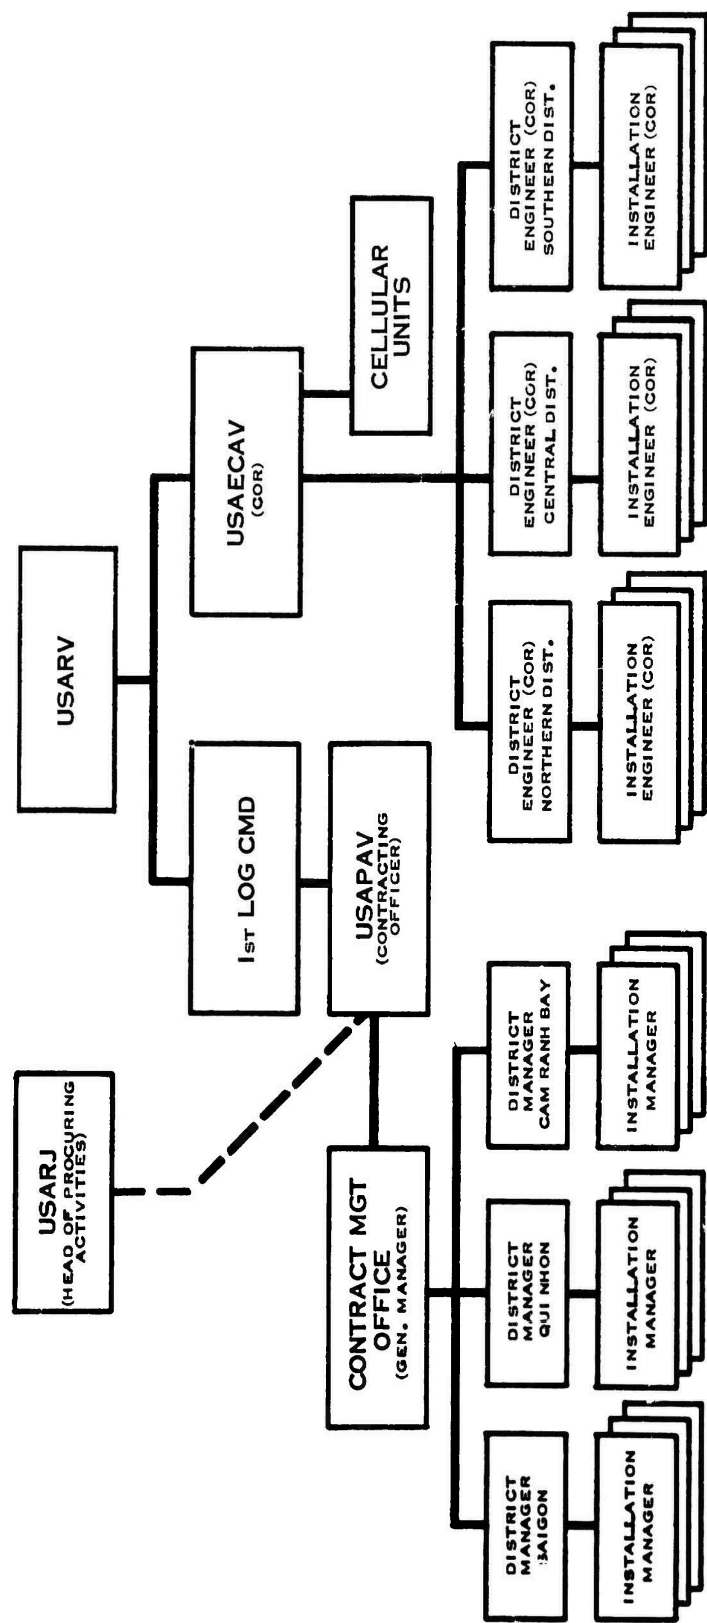 USARJ
(HEAD OF PROCURING
ACTIVITIES)
USARV
1ST LOG CMD
USAECAV
(COR)
CONTRACT MGT
OFFICE
(GEN. MANAGER)
USAPAV
(CONTRACTING
OFFICER)
CELLULAR
UNITS
DISTRICT
MANAGER
SAIGON
DISTRICT
MANAGER
QUI NHON
DISTRICT
MANAGER
CAM RANH BAY
DISTRICT
ENGINEER (COR)
NORTHERN DIST.
DISTRICT
ENGINEER (COR)
CENTRAL DIST.
DISTRICT
ENGINEER (COR)
SOUTHERN DIST.
INSTALLATION
MANAGER
INSTALLATION
MANAGER
INSTALLATION
MANAGER
INSTALLATION
ENGINEER (COR)
INSTALLATION
ENGINEER (COR)
INSTALLATION
ENGINEER (COR)